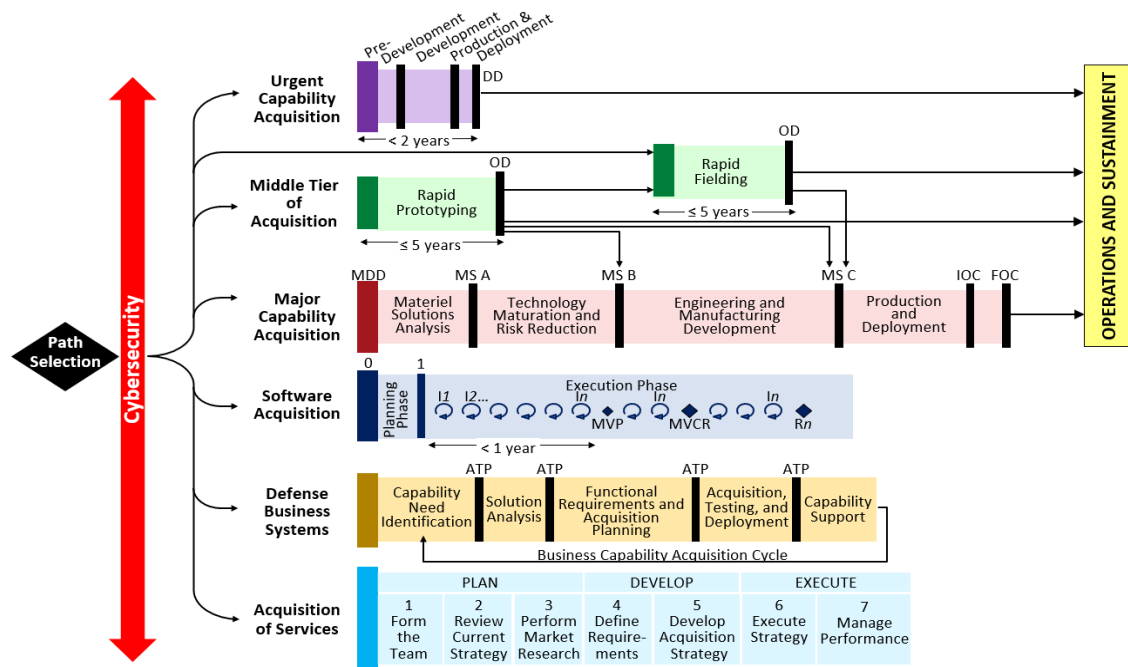 Pre-
Development
Development
Production &
Deployment
Urgent
Capability
Acquisition
DD
< 2 years
Middle Tier
of
Acquisition
Rapid
Prototyping
OD
≤ 5 years
Rapid
Fielding
OD
≤ 5 years
Major
Capability
Acquisition
MDD
MS A
MS B
MS C
IOC
FOC
Materiel
Solutions
Analysis
Technology
Maturation and
Risk Reduction
Engineering and
Manufacturing
Development
Production
and
Deployment
OPERATIONS AND SUSTAINMENT
Path
Selection
Cybersecurity
Software
Acquisition
0
1
Planning
Phase
Execution Phase
I1
I2...
In
In
In
MVP
MVCR
Rn
< 1 year
Defense
Business
Systems
ATP
ATP
ATP
ATP
Capability
Need
Identification
Solution
Analysis
Functional
Requirements and
Acquisition
Planning
Acquisition,
Testing, and
Deployment
Capability
Support
Business Capability Acquisition Cycle
Acquisition
of Services
PLAN
DEVELOP
EXECUTE
1
Form
the
Team
2
Review
Current
Strategy
3
Perform
Market
Research
4
Define
Require-
ments
5
Develop
Acquisition
Strategy
6
Execute
Strategy
7
Manage
Performance